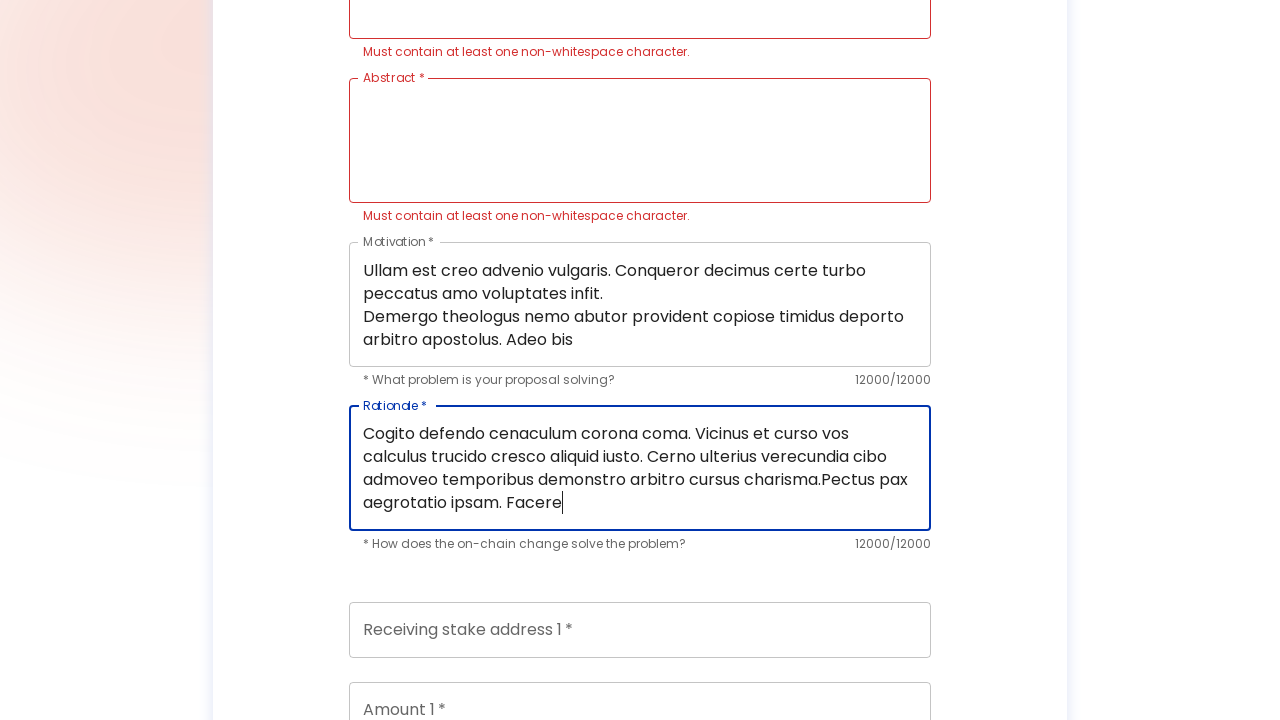 Must contain at least one non-whitespace character.
Abstract *
Must contain at least one non-whitespace character.
Motivation *
Ullam est creo advenio vulgaris. Conqueror decimus certe turbo
peccatus amo voluptates infit.
Demergo theologus nemo abutor provident copiose timidus deporto
arbitro apostolus. Adeo bis
* What problem is your proposal solving? 12000/12000
Rationale *
Cogito defendo cenaculum corona coma. Vicinus et curso vos
calculus trucido cresco aliquid iusto. Cerno ulterius verecundia cibo
admoveo temporibus demonstro arbitro cursus charisma.Pectus pax
aegrotatio ipsam. Facere
* How does the on-chain change solve the problem? 12000/12000
Receiving stake address 1 *
Amount 1 *